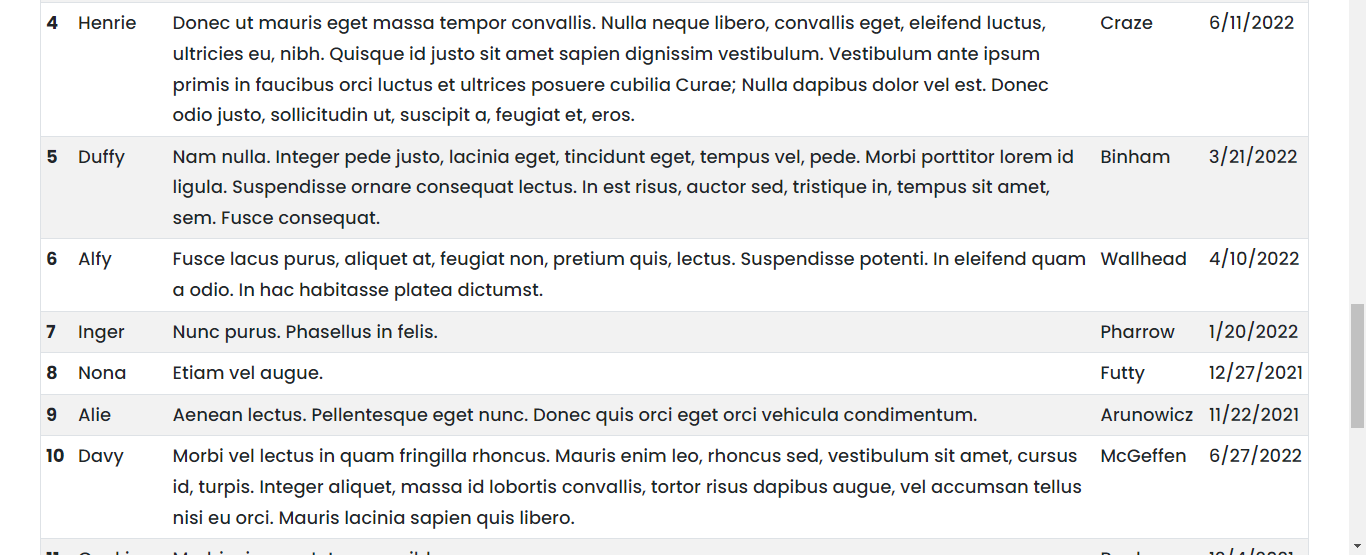 4 Henrie Donec ut mauris eget massa tempor convallis. Nulla neque libero, convallis eget, eleifend luctus, Craze 6/11/2022
ultricies eu, nibh. Quisque id justo sit amet sapien dignissim vestibulum. Vestibulum ante ipsum
primis in faucibus orci luctus et ultrices posuere cubilia Curae; Nulla dapibus dolor vel est. Donec
odio justo, sollicitudin ut, suscipit a, feugiat et, eros.
5 Duffy Nam nulla. Integer pede justo, lacinia eget, tincidunt eget, tempus vel, pede. Morbi porttitor lorem id Binham 3/21/2022
ligula. Suspendisse ornare consequat lectus. In est risus, auctor sed, tristique in, tempus sit amet,
sem. Fusce consequat.
6 Alfy Fusce lacus purus, aliquet at, feugiat non, pretium quis, lectus. Suspendisse potenti. In eleifend quam Wallhead 4/10/2022
a odio. In hac habitasse platea dictumst.
7 Inger Nunc purus. Phasellus in felis. Pharrow 1/20/2022
8 Nona Etiam vel augue. Futty 12/27/2021
9 Alie Aenean lectus. Pellentesque eget nunc. Donec quis orci eget orci vehicula condimentum. Arunowicz 11/22/2021
10 Davy Morbi vel lectus in quam fringilla rhoncus. Mauris enim leo, rhoncus sed, vestibulum sit amet, cursus McGeffen 6/27/2022
id, turpis. Integer aliquet, massa id lobortis convallis, tortor risus dapibus augue, vel accumsan tellus
nisi eu orci. Mauris lacinia sapien quis libero.